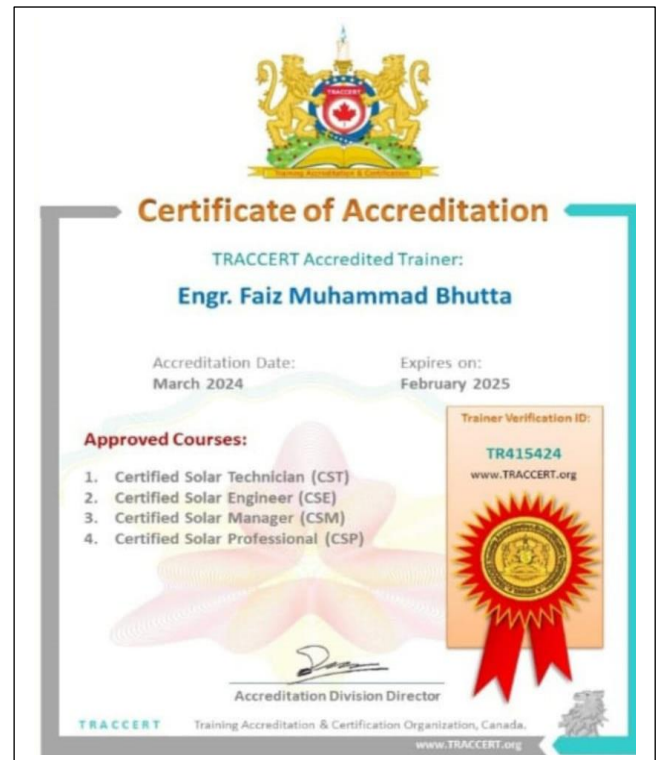 TRACCERT
Training Accreditation & Certification
Certificate of Accreditation
TRACCERT Accredited Trainer:
Engr. Faiz Muhammad Bhutta
Accreditation Date:
March 2024
Expires on:
February 2025
Approved Courses:
1. Certified Solar Technician (CST)
2. Certified Solar Engineer (CSE)
3. Certified Solar Manager (CSM)
4. Certified Solar Professional (CSP)
Trainer Verification ID:
TR415424
www.TRACCERT.org
Accreditation Division Director
TRACCERT Training Accreditation & Certification Organization, Canada.
www.TRACCERT.org